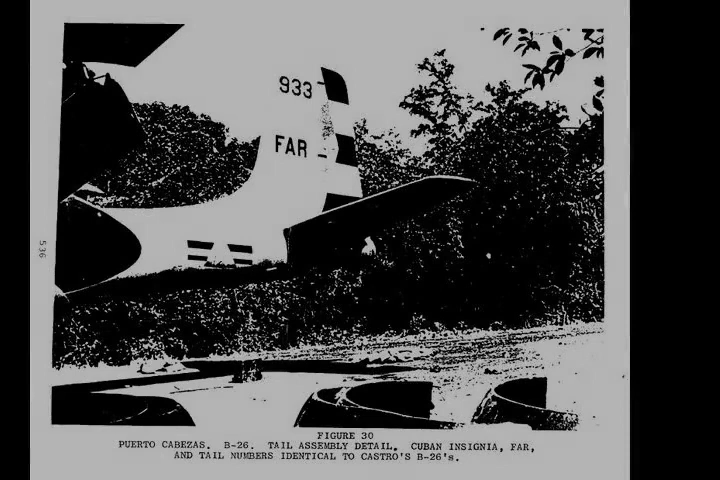 933
FAR
536
FIGURE 30
PUERTO CABEZAS. B-26. TAIL ASSEMBLY DETAIL. CUBAN INSIGNIA, FAR,
AND TAIL NUMBERS IDENTICAL TO CASTRO'S B-26's.